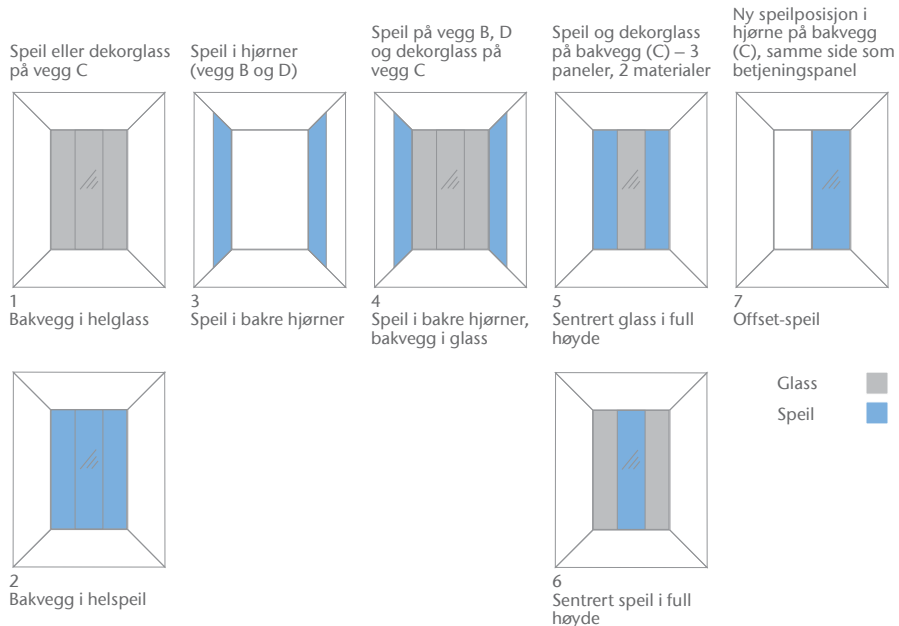 Speil eller dekorglass
på vegg C
Speil i hjørner
(vegg B og D)
Speil på vegg B, D
og dekorglass på
vegg C
Speil og dekorglass
på bakvegg (C) – 3
paneler, 2 materialer
Ny speilposisjon i
hjørne på bakvegg
(C), samme side som
betjeningspanel
1
Bakvegg i helglass
3
Speil i bakre hjørner
4
Speil i bakre hjørner,
bakvegg i glass
5
Sentrert glass i full
høyde
7
Offset-speil
Glass
Speil
2
Bakvegg i helspeil
6
Sentrert speil i full
høyde